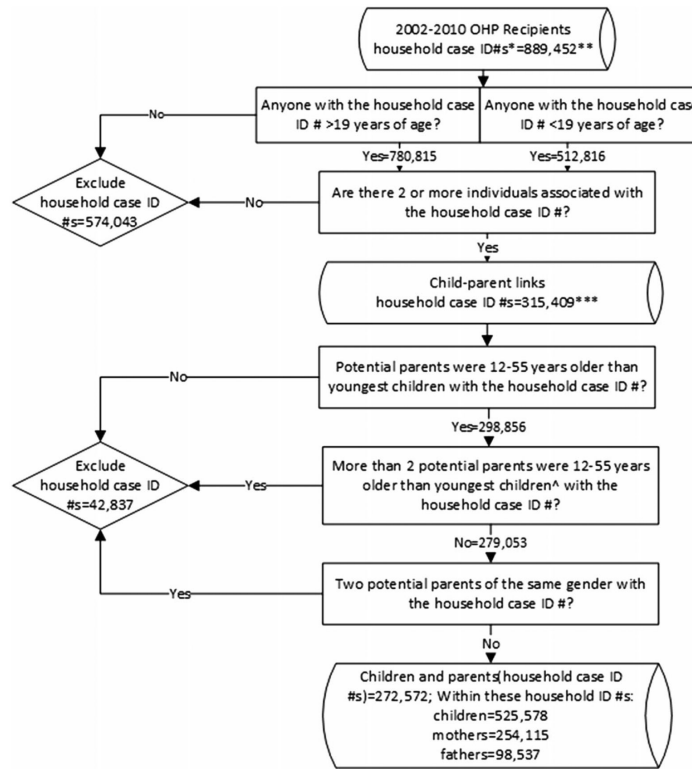 2002-2010 OHP Recipients
household case ID#s*=889,452**
Anyone with the household case
ID # >19 years of age?
Anyone with the household case
ID # <19 years of age?
No
Yes=780,815
Yes=512,816
Exclude
household case ID
#s=574,043
No
Are there 2 or more individuals associated with
the household case ID #?
Yes
Child-parent links
household case ID #s=315,409***
Potential parents were 12-55 years older than
youngest children with the household case ID #?
No
Yes=298,856
Exclude
household case ID
#s=42,837
Yes
More than 2 potential parents were 12-55 years
older than youngest children^ with the
household case ID #?
No=279,053
Yes
Two potential parents of the same gender with
the household case ID #?
No
Children and parents(household case ID
#s)=272,572; Within these household ID #s:
children=525,578
mothers=254,115
fathers=98,537